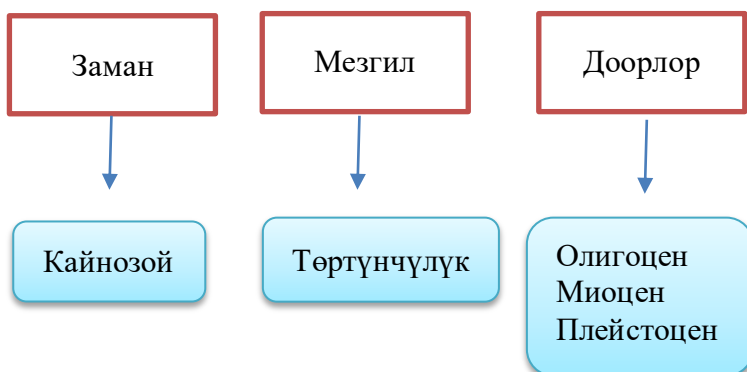 Заман
Мезгил
Доорлор
Кайнозой
Төртүнчүлүк
Олигоцен
Миоцен
Плейстоцен